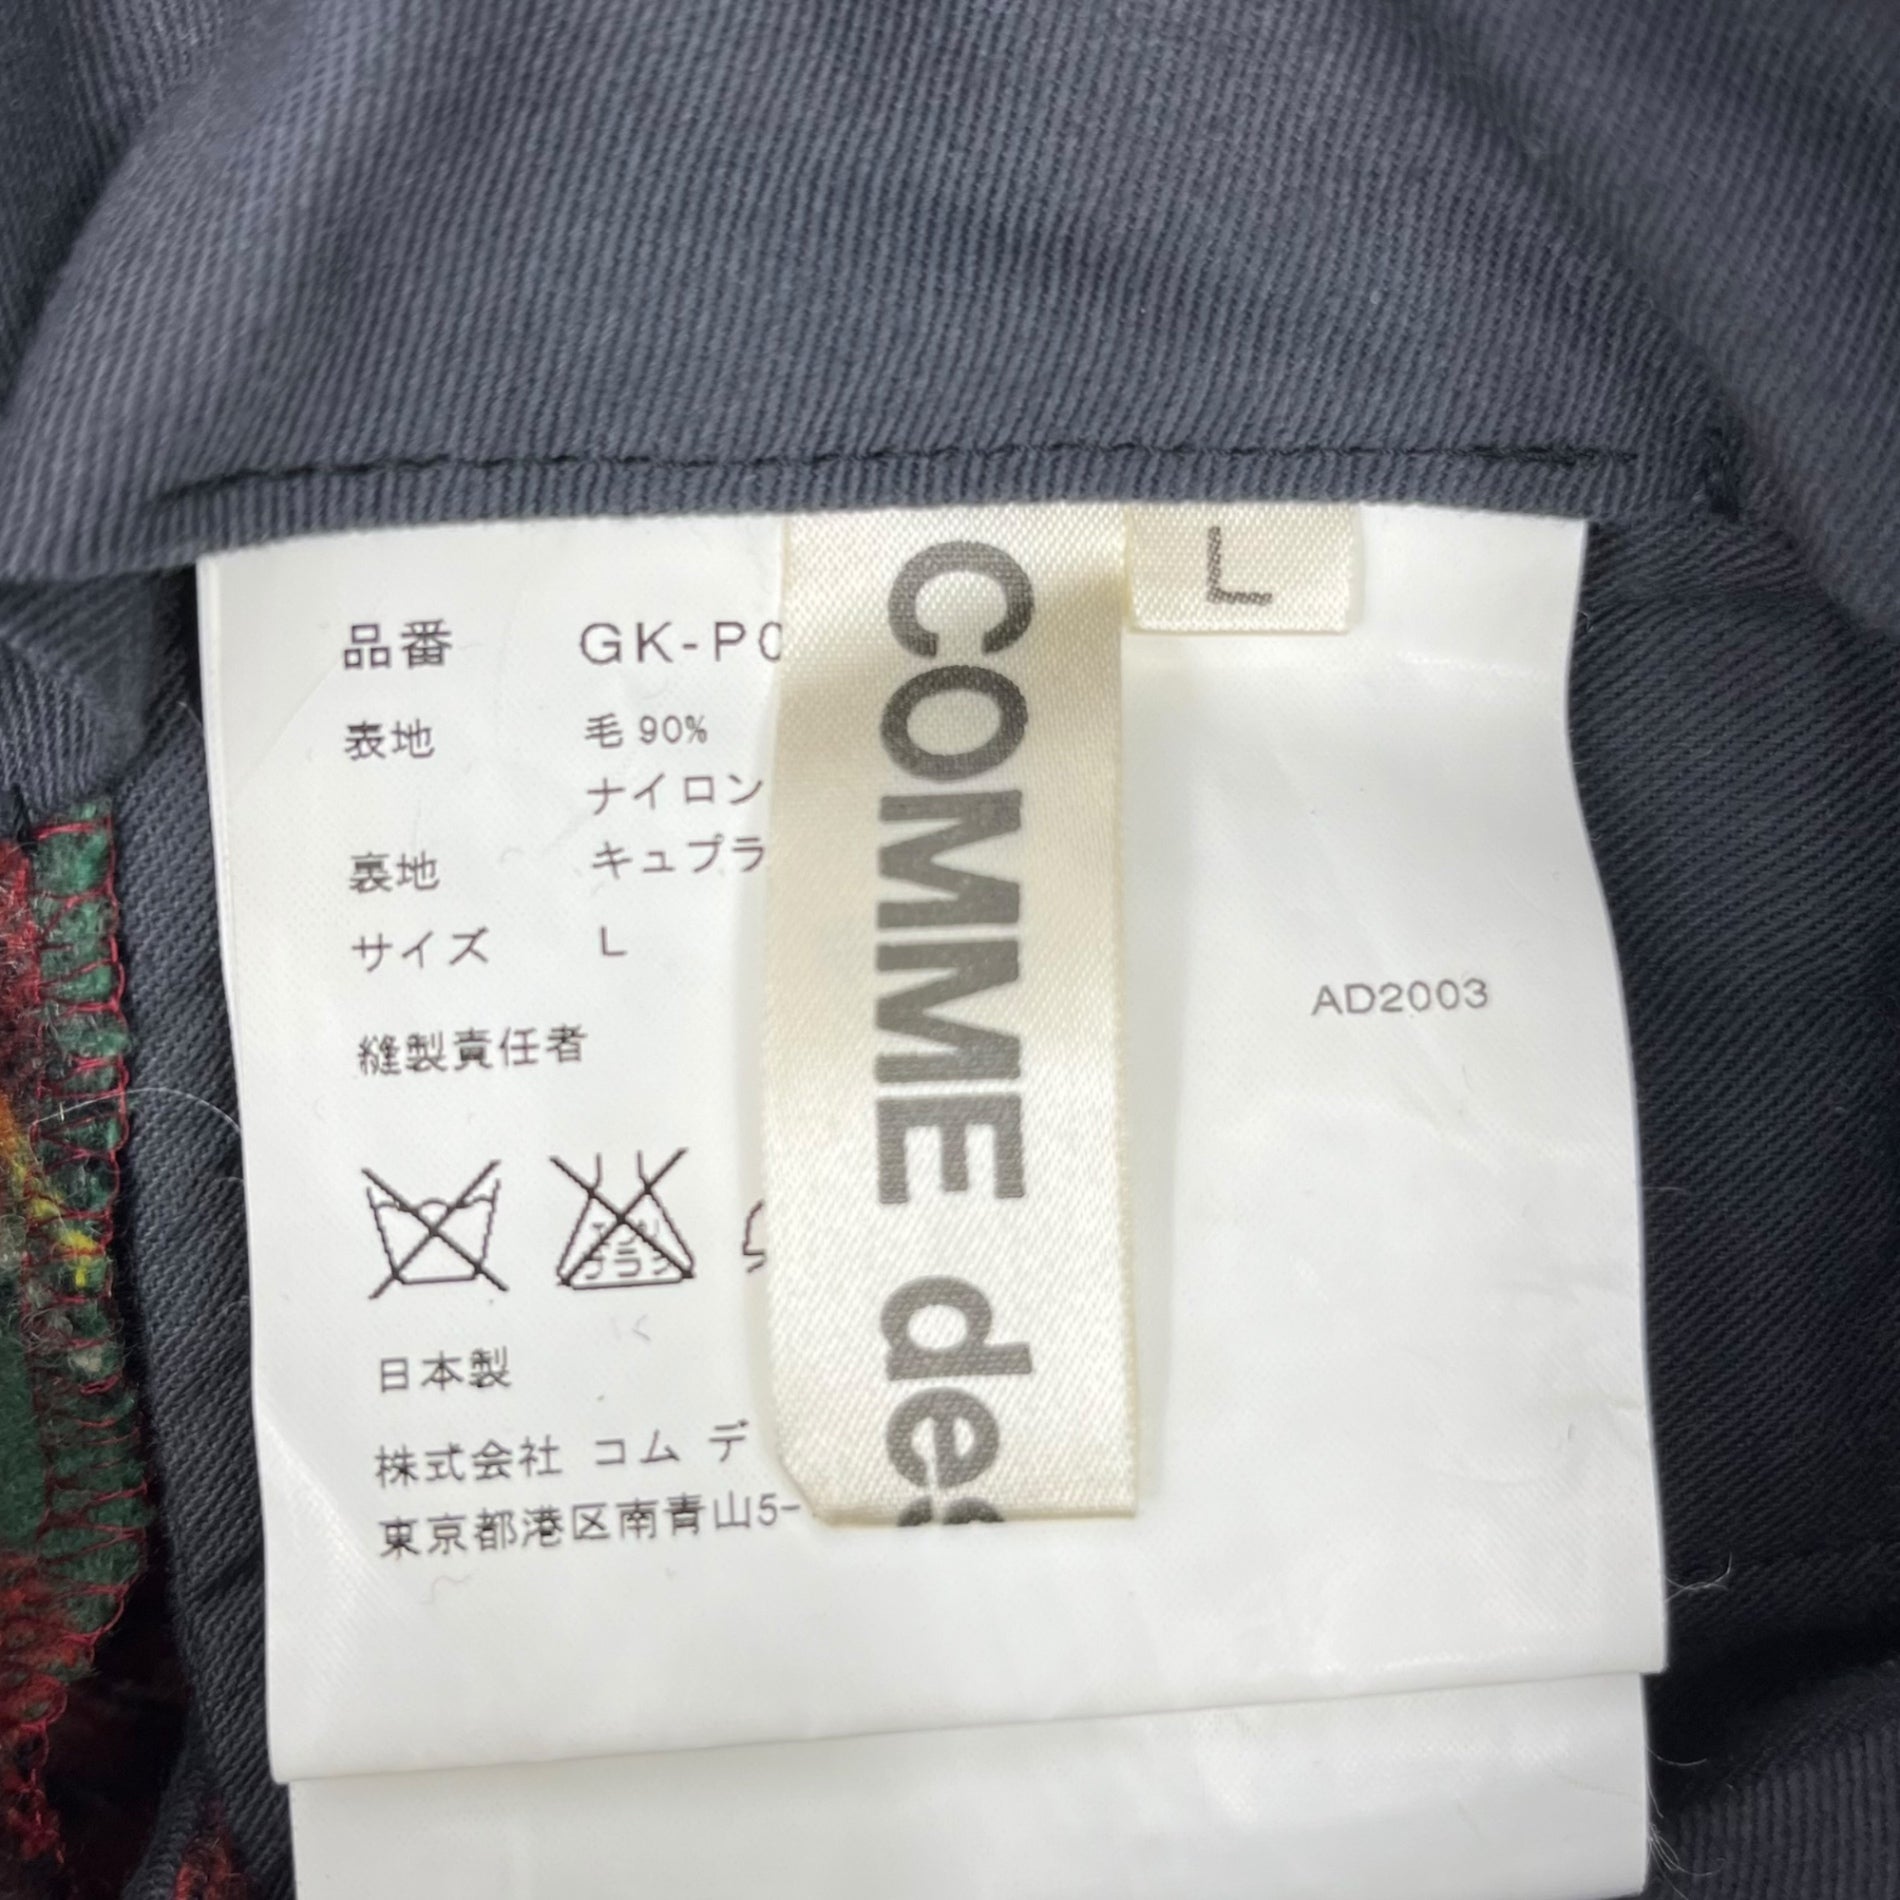 品番 GK-P0
表地 毛 90%
ナイロン
裏地 キュプラ
サイズ L
縫製責任者
日本製
株式会社 コム デ
東京都港区南青山5-
COMME des
L
AD2003